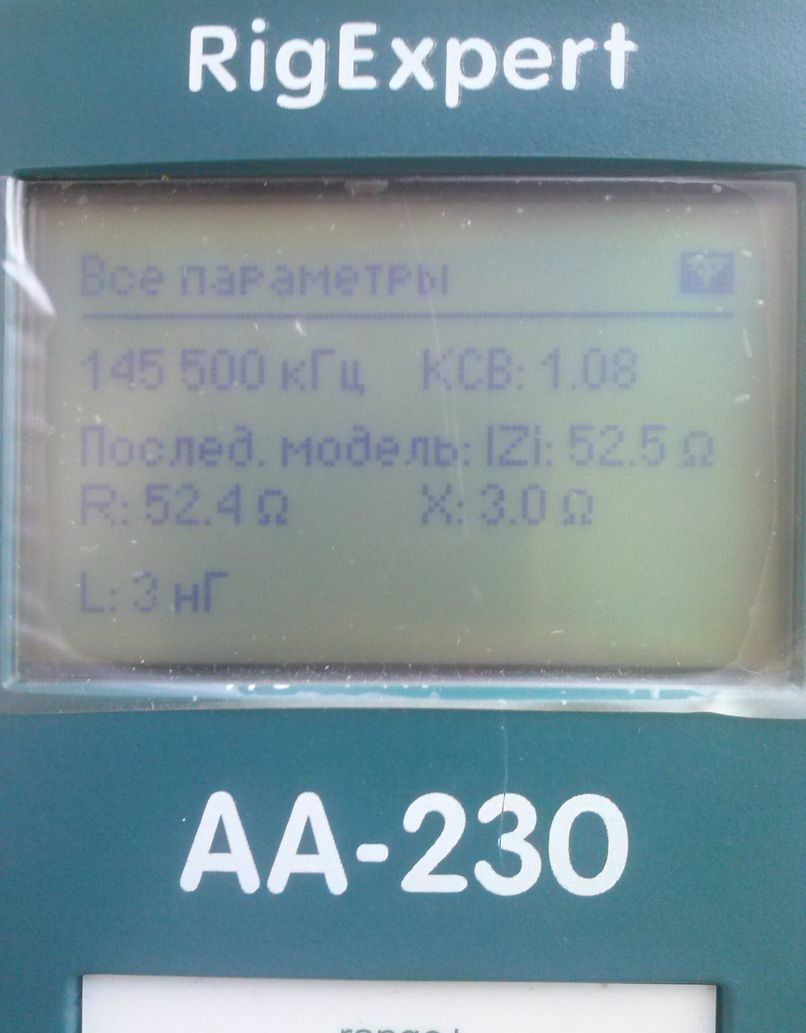 RigExpert
Все параметры
145 500 кГц КСВ: 1.08
Послед. модель: |Z|: 52.5 Ω
R: 52.4 Ω X: 3.0 Ω
L: 3 нГ
AA-230